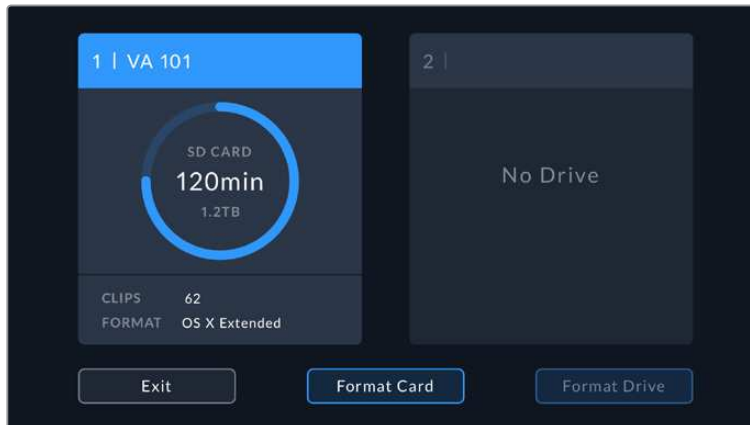 1 | VA 101
SD CARD
120min
1.2TB
CLIPS 62
FORMAT OS X Extended
2 |
No Drive
Exit
Format Card
Format Drive